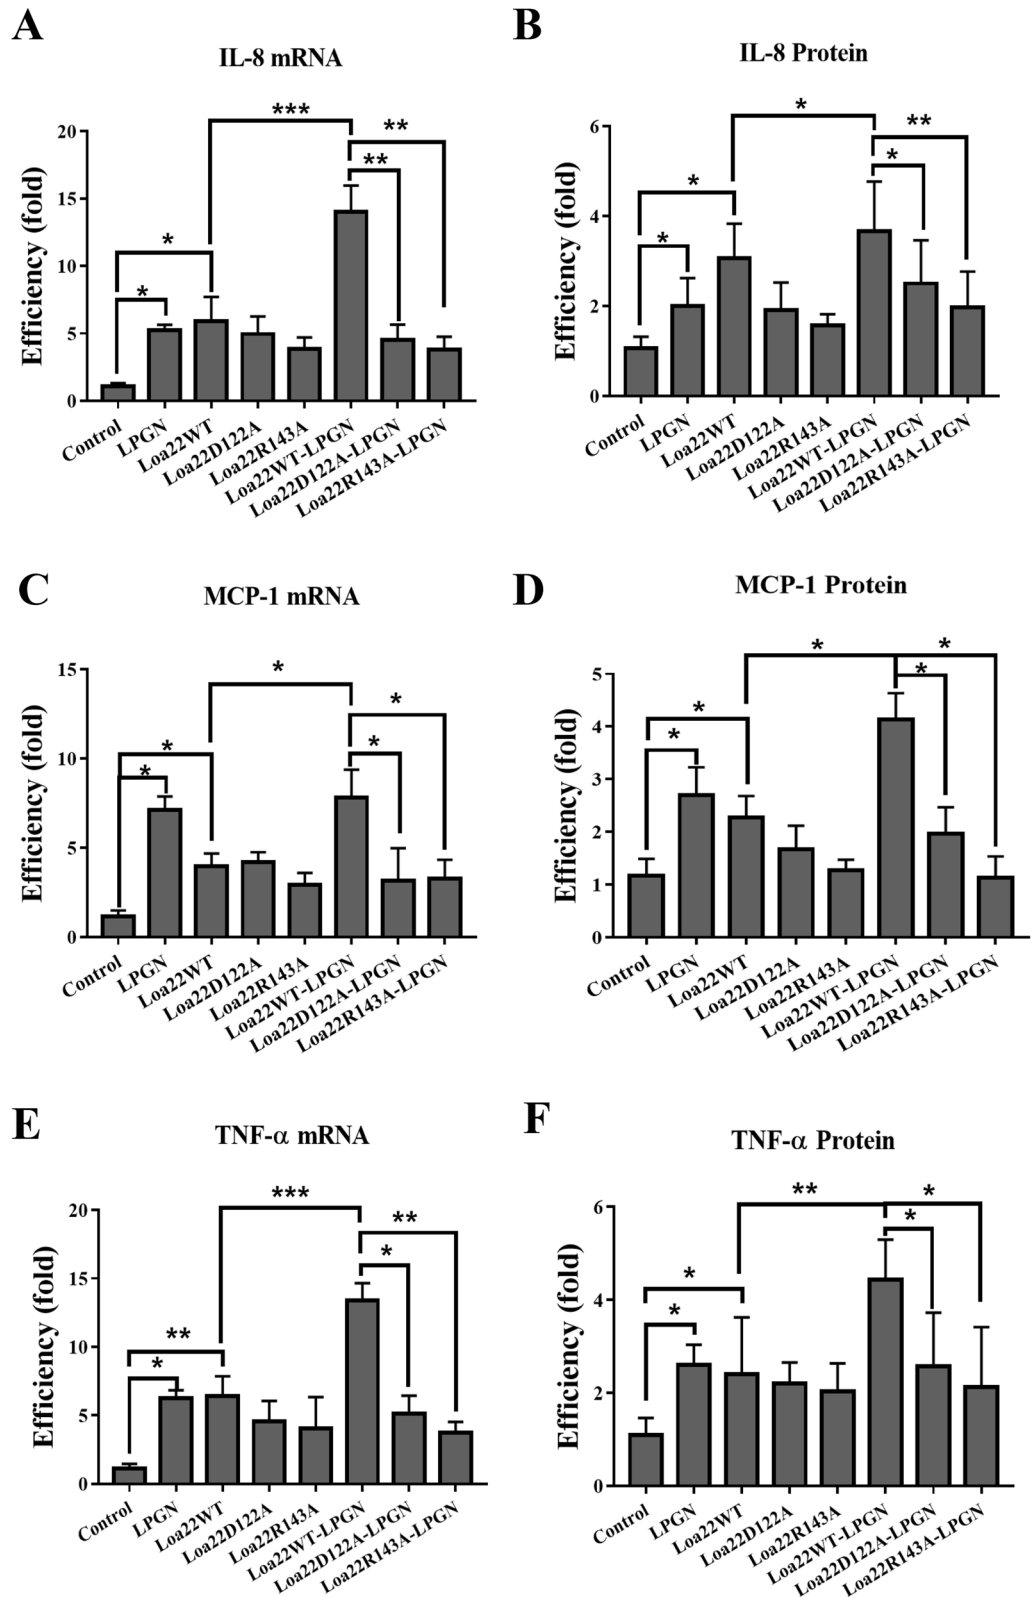 A
IL-8 mRNA
Efficiency (fold)
20
15
10
5
0
*
*
***
**
**
Control
LPGN
Loa22WT
Loa22D122A
Loa22R143A
Loa22WT-LPGN
Loa22D122A-LPGN
Loa22R143A-LPGN
B
IL-8 Protein
Efficiency (fold)
6
4
2
0
*
*
*
*
**
Control
LPGN
Loa22WT
Loa22D122A
Loa22R143A
Loa22WT-LPGN
Loa22D122A-LPGN
Loa22R143A-LPGN
C
MCP-1 mRNA
Efficiency (fold)
15
10
5
0
*
*
*
*
*
Control
LPGN
Loa22WT
Loa22D122A
Loa22R143A
Loa22WT-LPGN
Loa22D122A-LPGN
Loa22R143A-LPGN
D
MCP-1 Protein
Efficiency (fold)
5
4
3
2
1
0
*
*
*
*
*
Control
LPGN
Loa22WT
Loa22D122A
Loa22R143A
Loa22WT-LPGN
Loa22D122A-LPGN
Loa22R143A-LPGN
E
TNF-α mRNA
Efficiency (fold)
20
15
10
5
0
*
**
***
*
**
Control
LPGN
Loa22WT
Loa22D122A
Loa22R143A
Loa22WT-LPGN
Loa22D122A-LPGN
Loa22R143A-LPGN
F
TNF-α Protein
Efficiency (fold)
6
4
2
0
*
*
**
*
*
Control
LPGN
Loa22WT
Loa22D122A
Loa22R143A
Loa22WT-LPGN
Loa22D122A-LPGN
Loa22R143A-LPGN